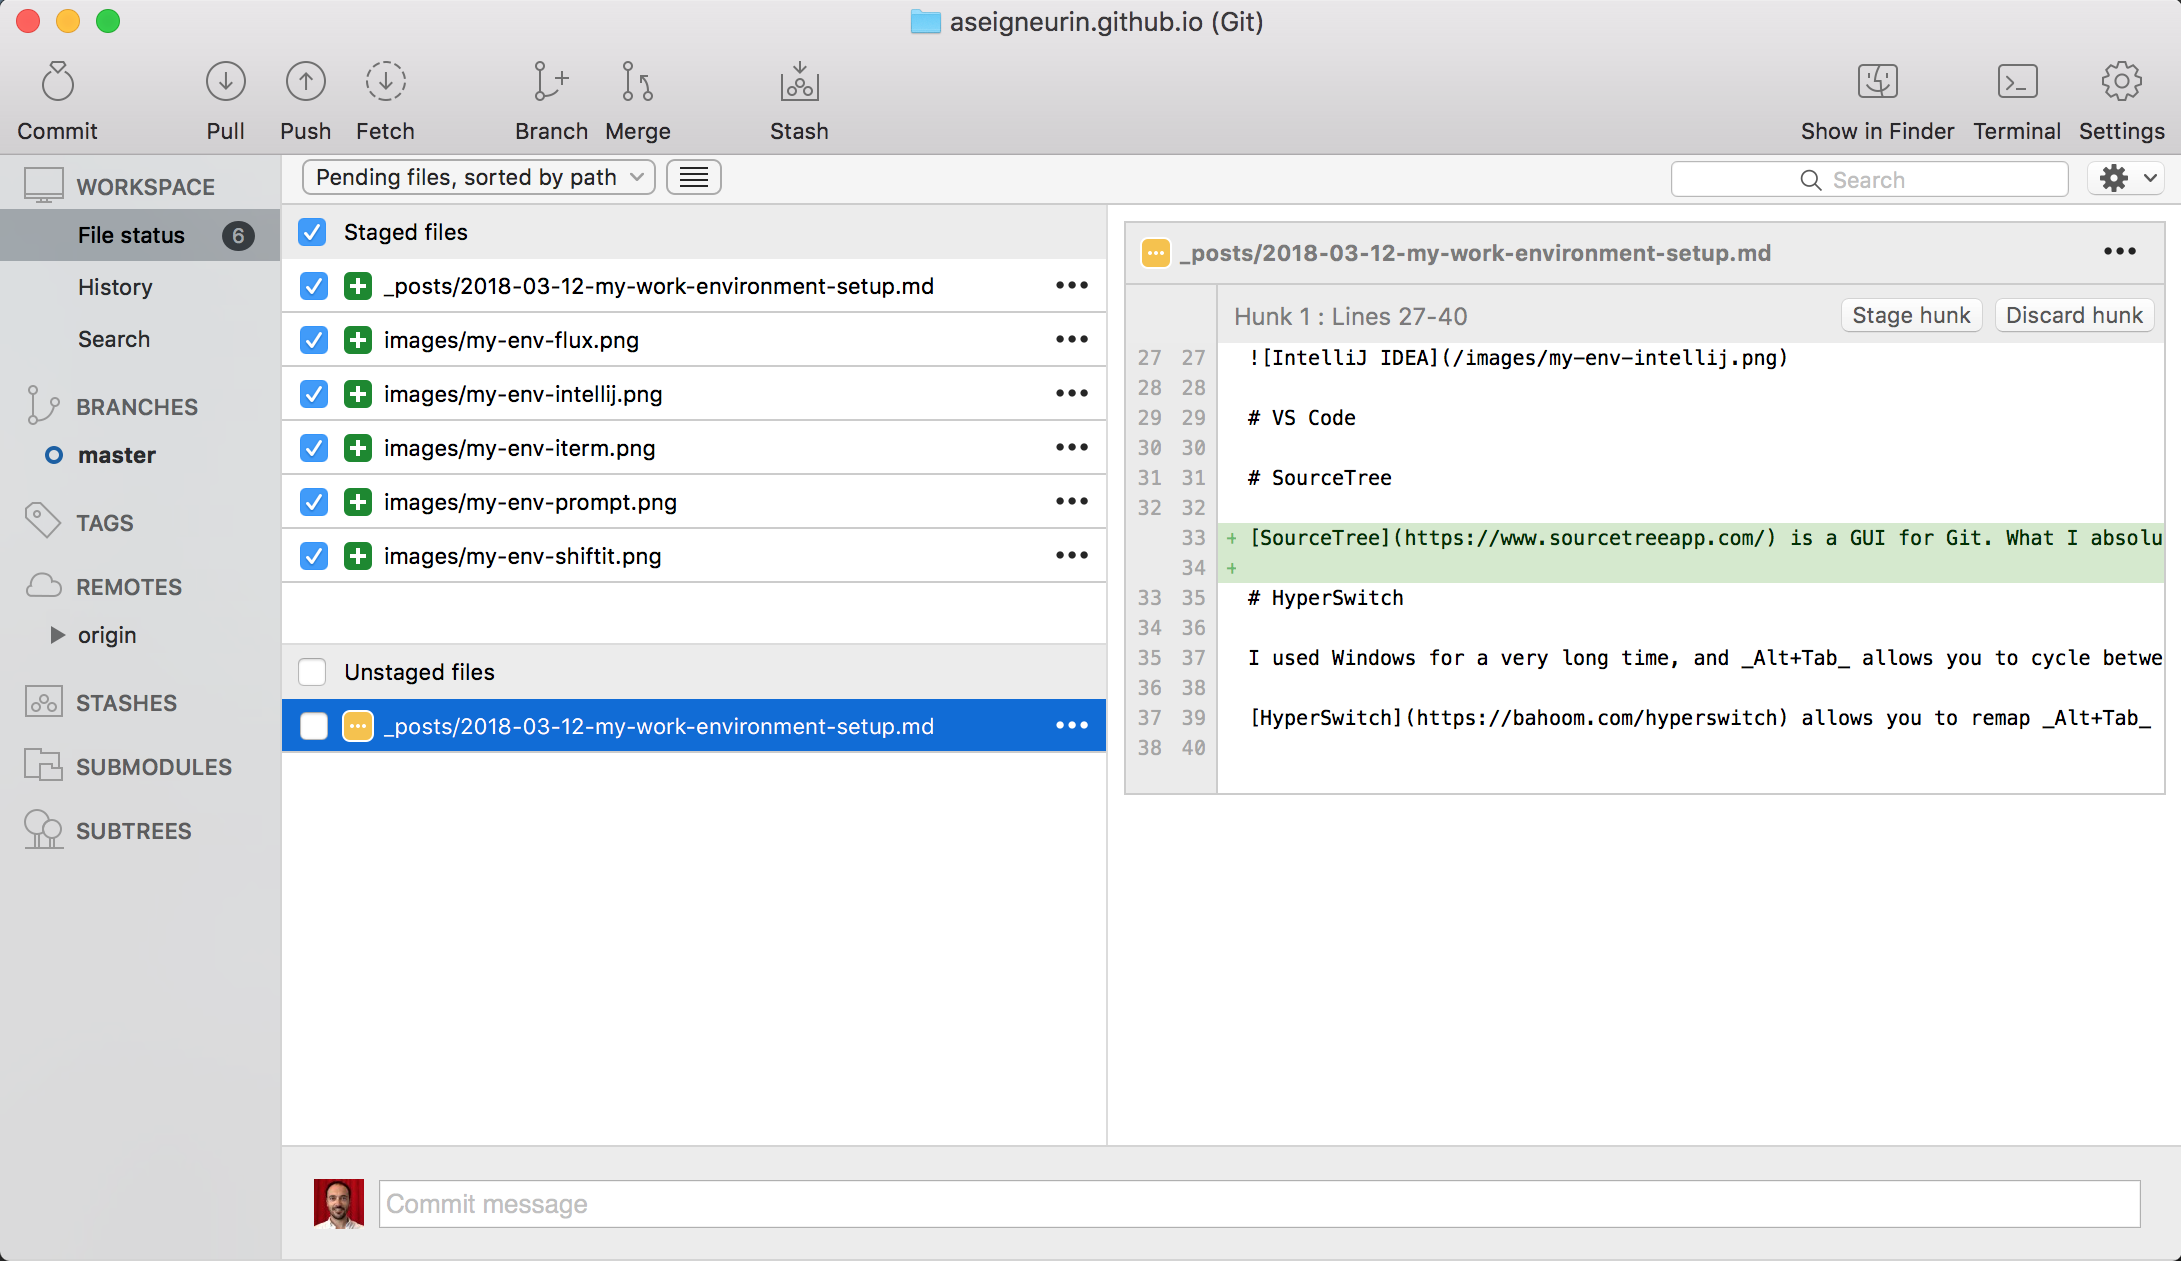 aseigneurin.github.io (Git)
Commit
Pull
Push
Fetch
Branch
Merge
Stash
Show in Finder
Terminal
Settings
WORKSPACE
File status 6
History
Search
BRANCHES
master
TAGS
REMOTES
origin
STASHES
SUBMODULES
SUBTREES
Pending files, sorted by path
Search
Staged files
_posts/2018-03-12-my-work-environment-setup.md
images/my-env-flux.png
images/my-env-intellij.png
images/my-env-iterm.png
images/my-env-prompt.png
images/my-env-shiftit.png
Unstaged files
_posts/2018-03-12-my-work-environment-setup.md
_posts/2018-03-12-my-work-environment-setup.md
Hunk 1 : Lines 27-40
Stage hunk
Discard hunk
27 27 ![IntelliJ IDEA](/images/my-env-intellij.png)
28 28
29 29 # VS Code
30 30
31 31 # SourceTree
32 32
33 + [SourceTree](https://www.sourcetreeapp.com/) is a GUI for Git. What I absolu
34 +
33 35 # HyperSwitch
34 36
35 37 I used Windows for a very long time, and _Alt+Tab_ allows you to cycle betwe
36 38
37 39 [HyperSwitch](https://bahoom.com/hyperswitch) allows you to remap _Alt+Tab_
38 40
Commit message